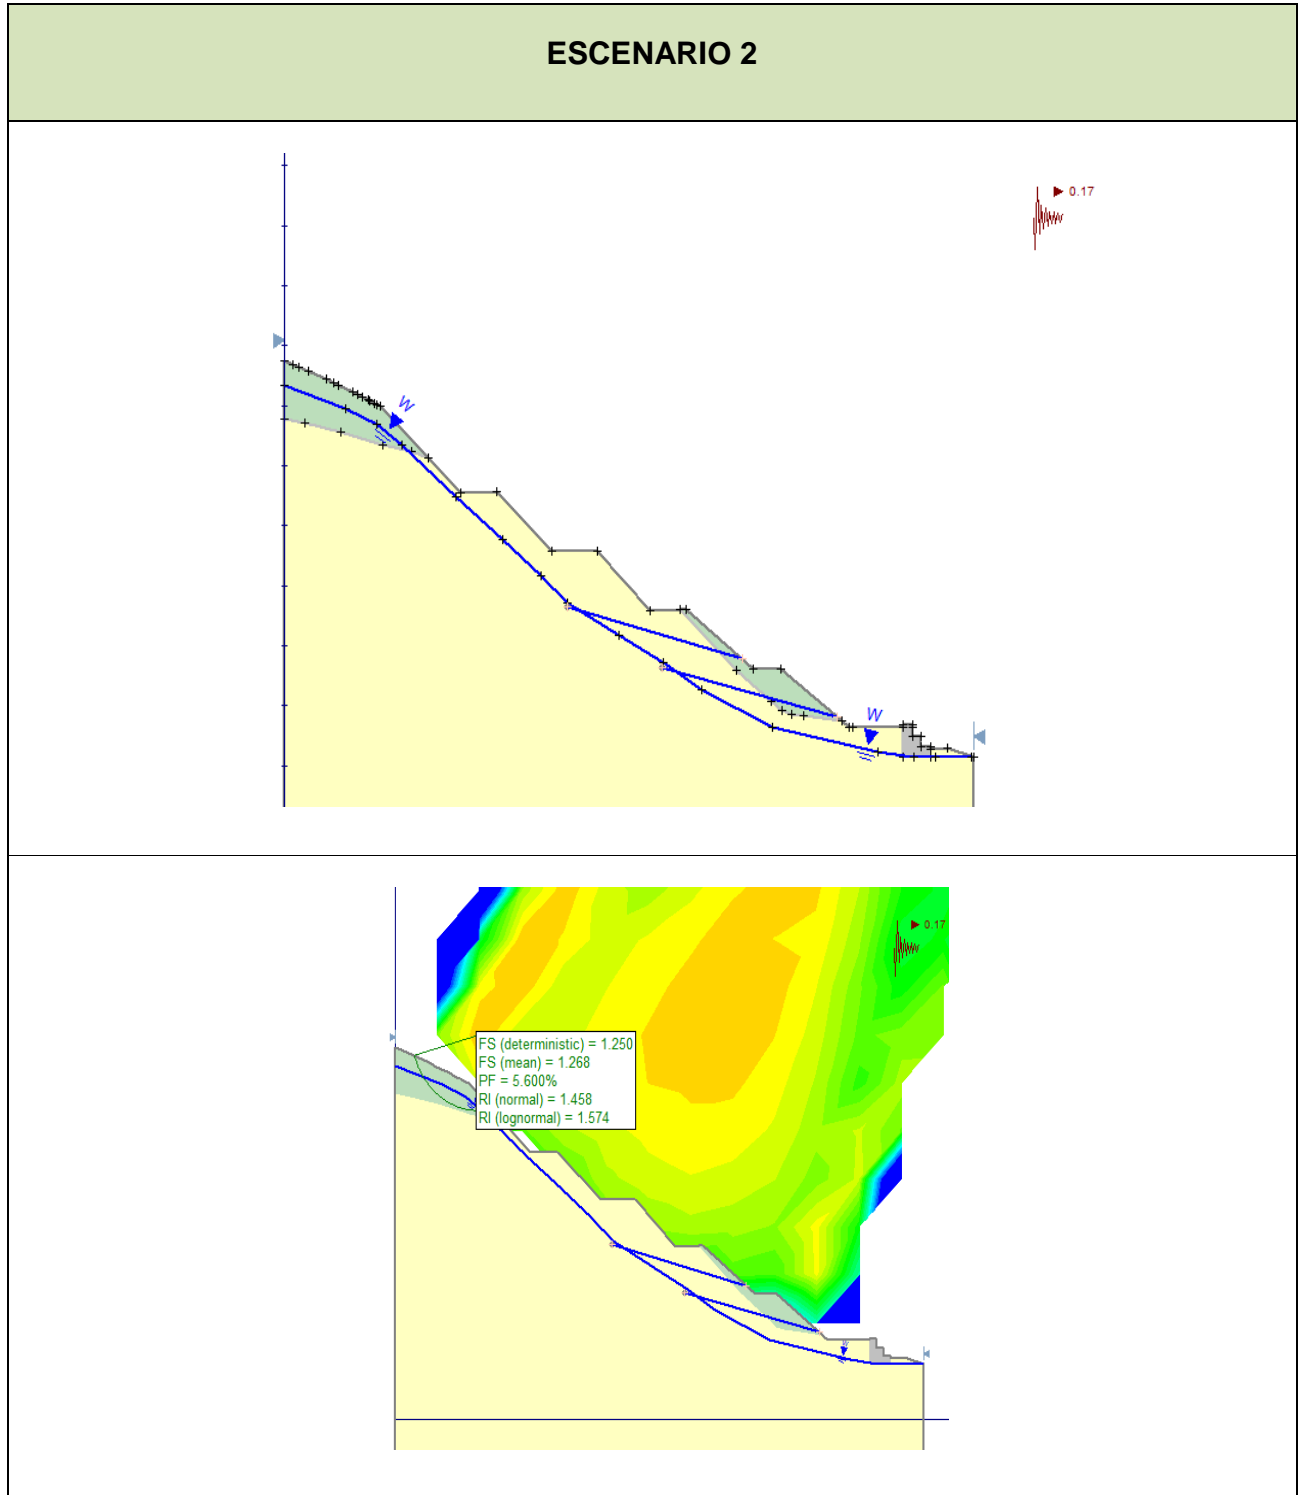 ESCENARIO 2
0.17
W
W
0.17
FS (deterministic) = 1.250
FS (mean) = 1.268
PF = 5.600%
RI (normal) = 1.458
RI (lognormal) = 1.574